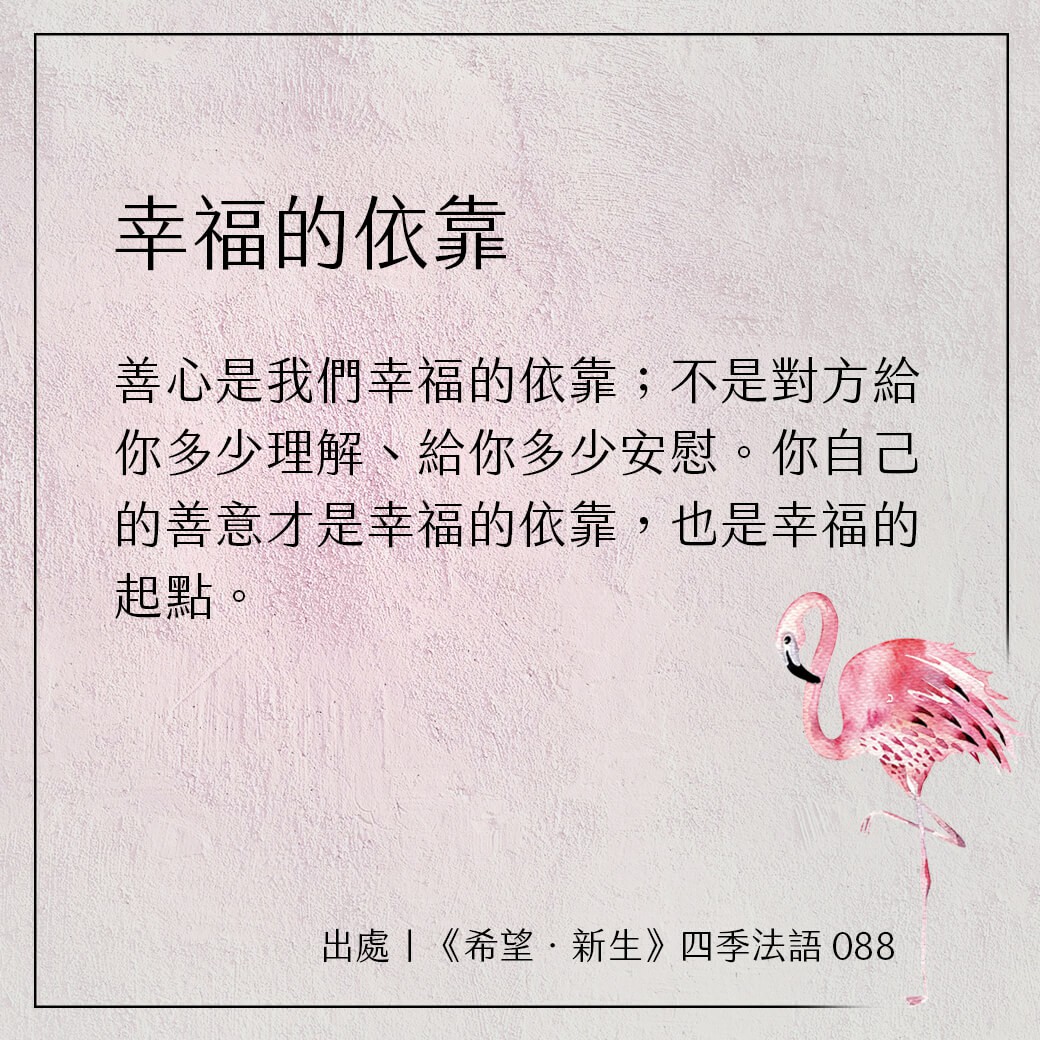 幸福的依靠
善心是我們幸福的依靠；不是對方給
你多少理解、給你多少安慰。你自己
的善意才是幸福的依靠，也是幸福的
起點。
出處｜《希望．新生》四季法語 088